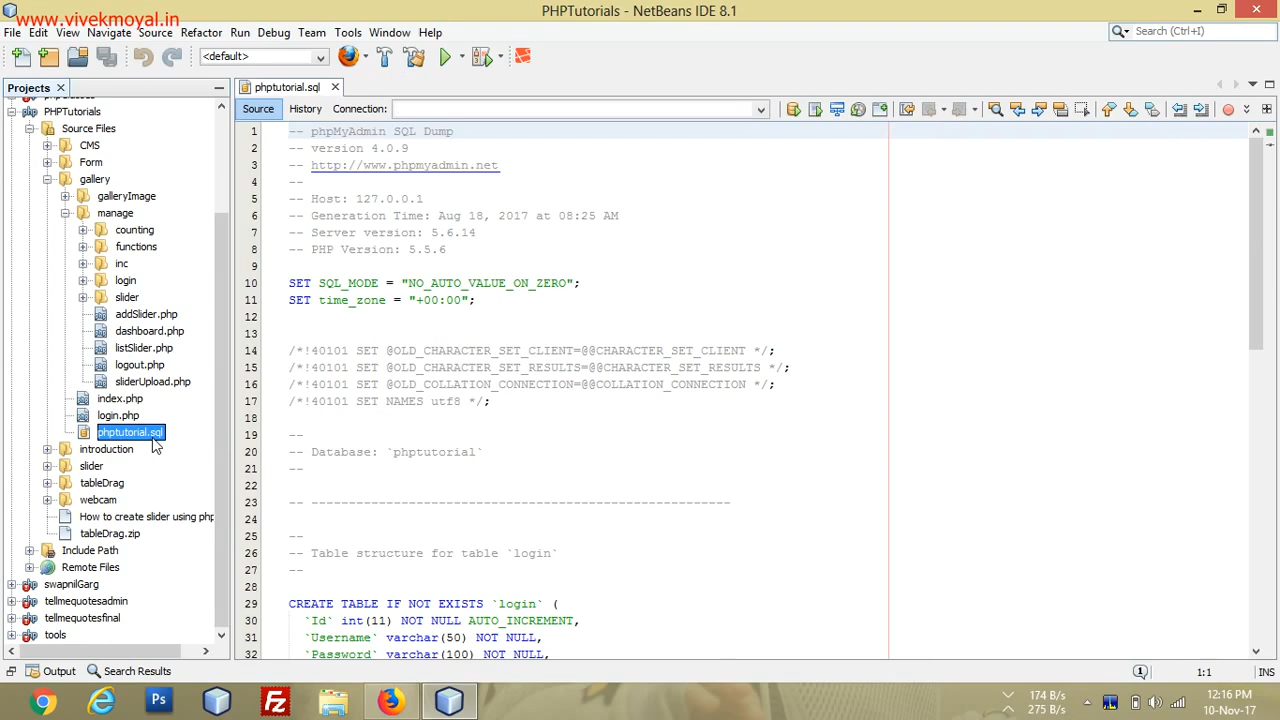 www.vivekmoyal.in
PHPTutorials - NetBeans IDE 8.1
File Edit View Navigate Source Refactor Run Debug Team Tools Window Help
Search (Ctrl+I)
<default>
Projects
phptutorial.sql
Source History Connection:
PHPTutorials
Source Files
CMS
Form
gallery
galleryImage
manage
counting
functions
inc
login
slider
addSlider.php
dashboard.php
listSlider.php
logout.php
sliderUpload.php
index.php
login.php
phptutorial.sql
introduction
slider
tableDrag
webcam
How to create slider using php
tableDrag.zip
Include Path
Remote Files
swapnilGarg
tellmequotesadmin
tellmequotesfinal
tools
1 -- phpMyAdmin SQL Dump
2 -- version 4.0.9
3 -- http://www.phpmyadmin.net
4 --
5 -- Host: 127.0.0.1
6 -- Generation Time: Aug 18, 2017 at 08:25 AM
7 -- Server version: 5.6.14
8 -- PHP Version: 5.5.6
9
10 SET SQL_MODE = "NO_AUTO_VALUE_ON_ZERO";
11 SET time_zone = "+00:00";
12
13
14 /*!40101 SET @OLD_CHARACTER_SET_CLIENT=@@CHARACTER_SET_CLIENT */;
15 /*!40101 SET @OLD_CHARACTER_SET_RESULTS=@@CHARACTER_SET_RESULTS */;
16 /*!40101 SET @OLD_COLLATION_CONNECTION=@@COLLATION_CONNECTION */;
17 /*!40101 SET NAMES utf8 */;
18
19 --
20 -- Database: `phptutorial`
21 --
22
23 -- --------------------------------------------------------
24
25 --
26 -- Table structure for table `login`
27 --
28
29 CREATE TABLE IF NOT EXISTS `login` (
30 `Id` int(11) NOT NULL AUTO_INCREMENT,
31 `Username` varchar(50) NOT NULL,
32 `Password` varchar(100) NOT NULL,
Output Search Results
1:1 INS
Ps
Fz
174 B/s
275 B/s
12:16 PM
10-Nov-17